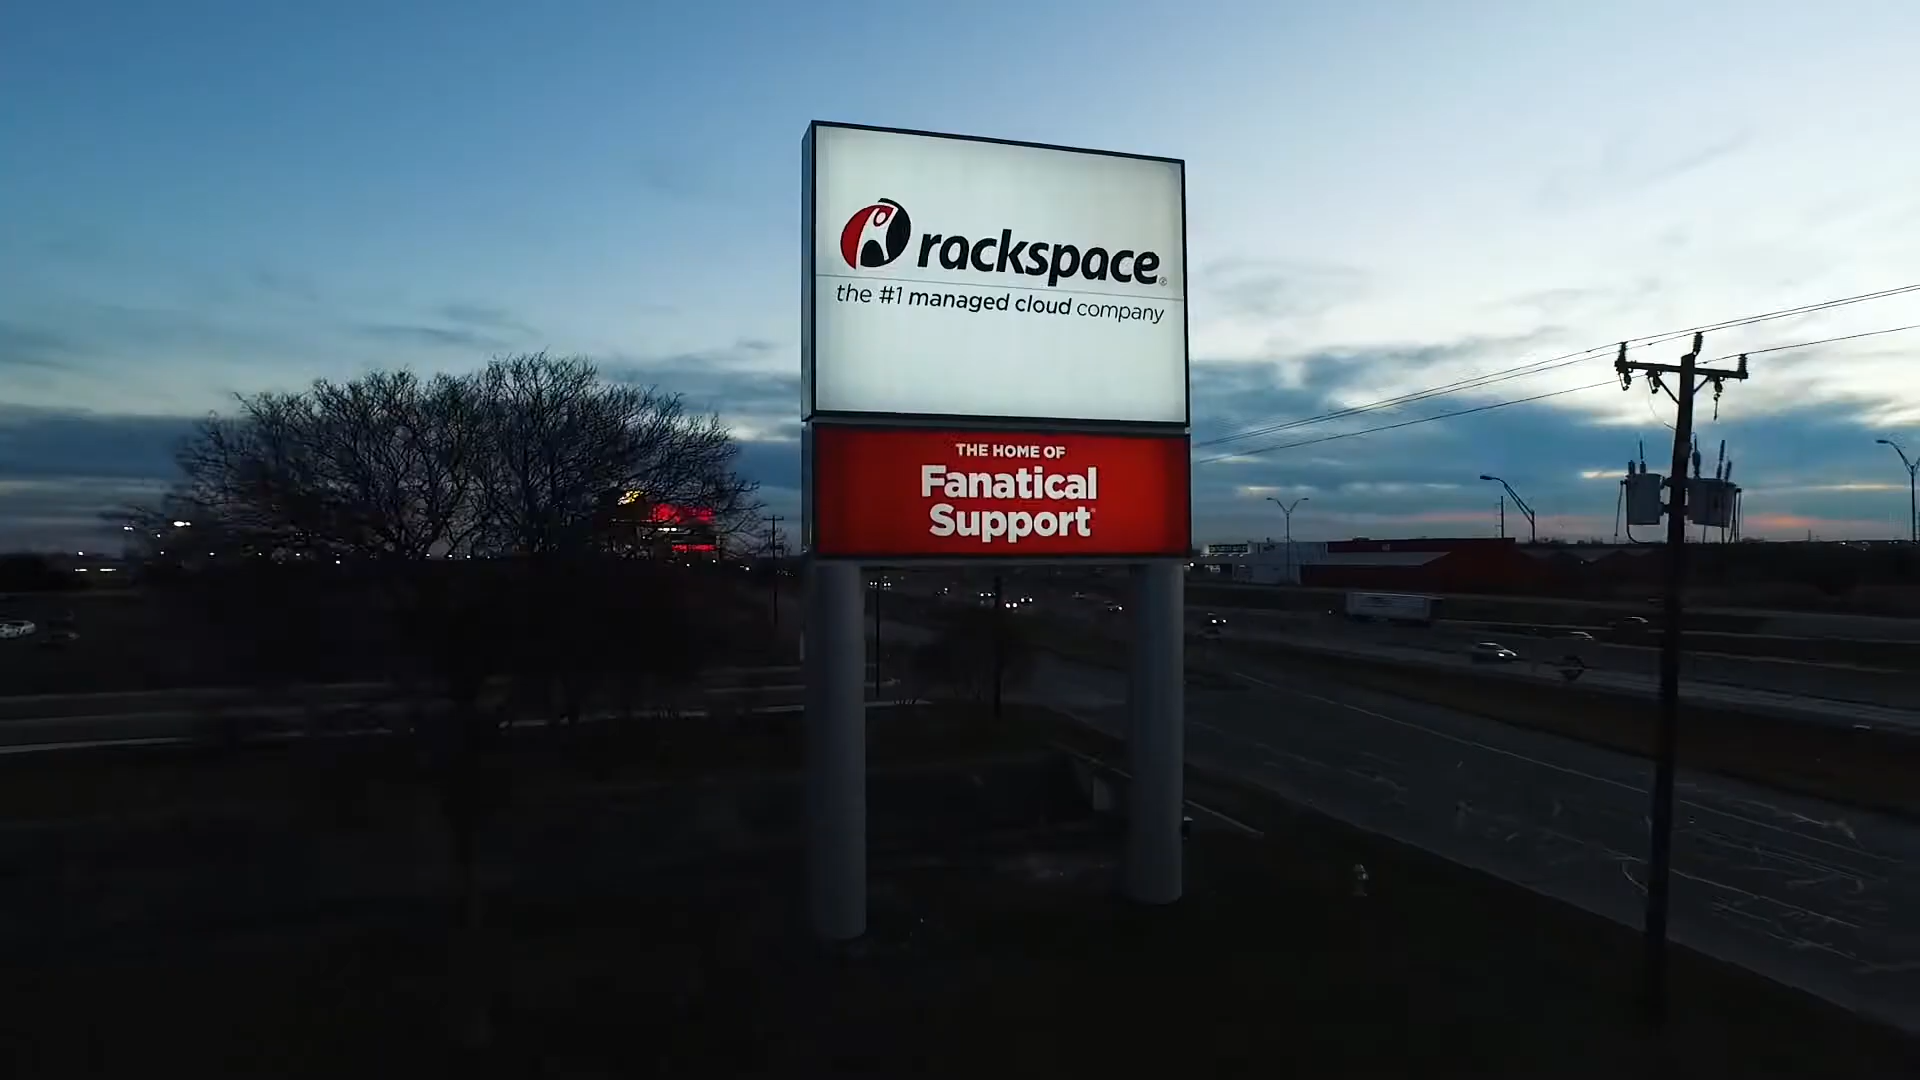 rackspace®
the #1 managed cloud company
THE HOME OF
Fanatical
Support®